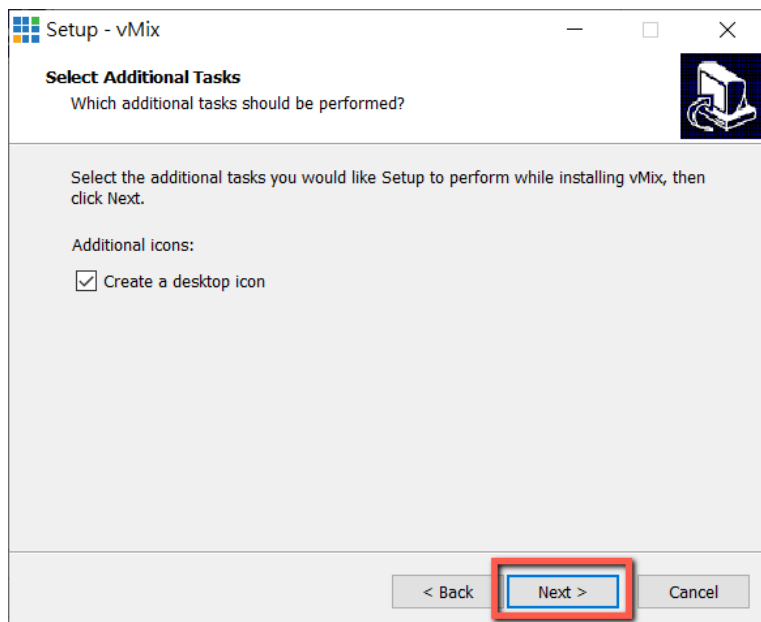 Setup - vMix
Select Additional Tasks
Which additional tasks should be performed?
Select the additional tasks you would like Setup to perform while installing vMix, then
click Next.
Additional icons:
Create a desktop icon
< Back
Next >
Cancel